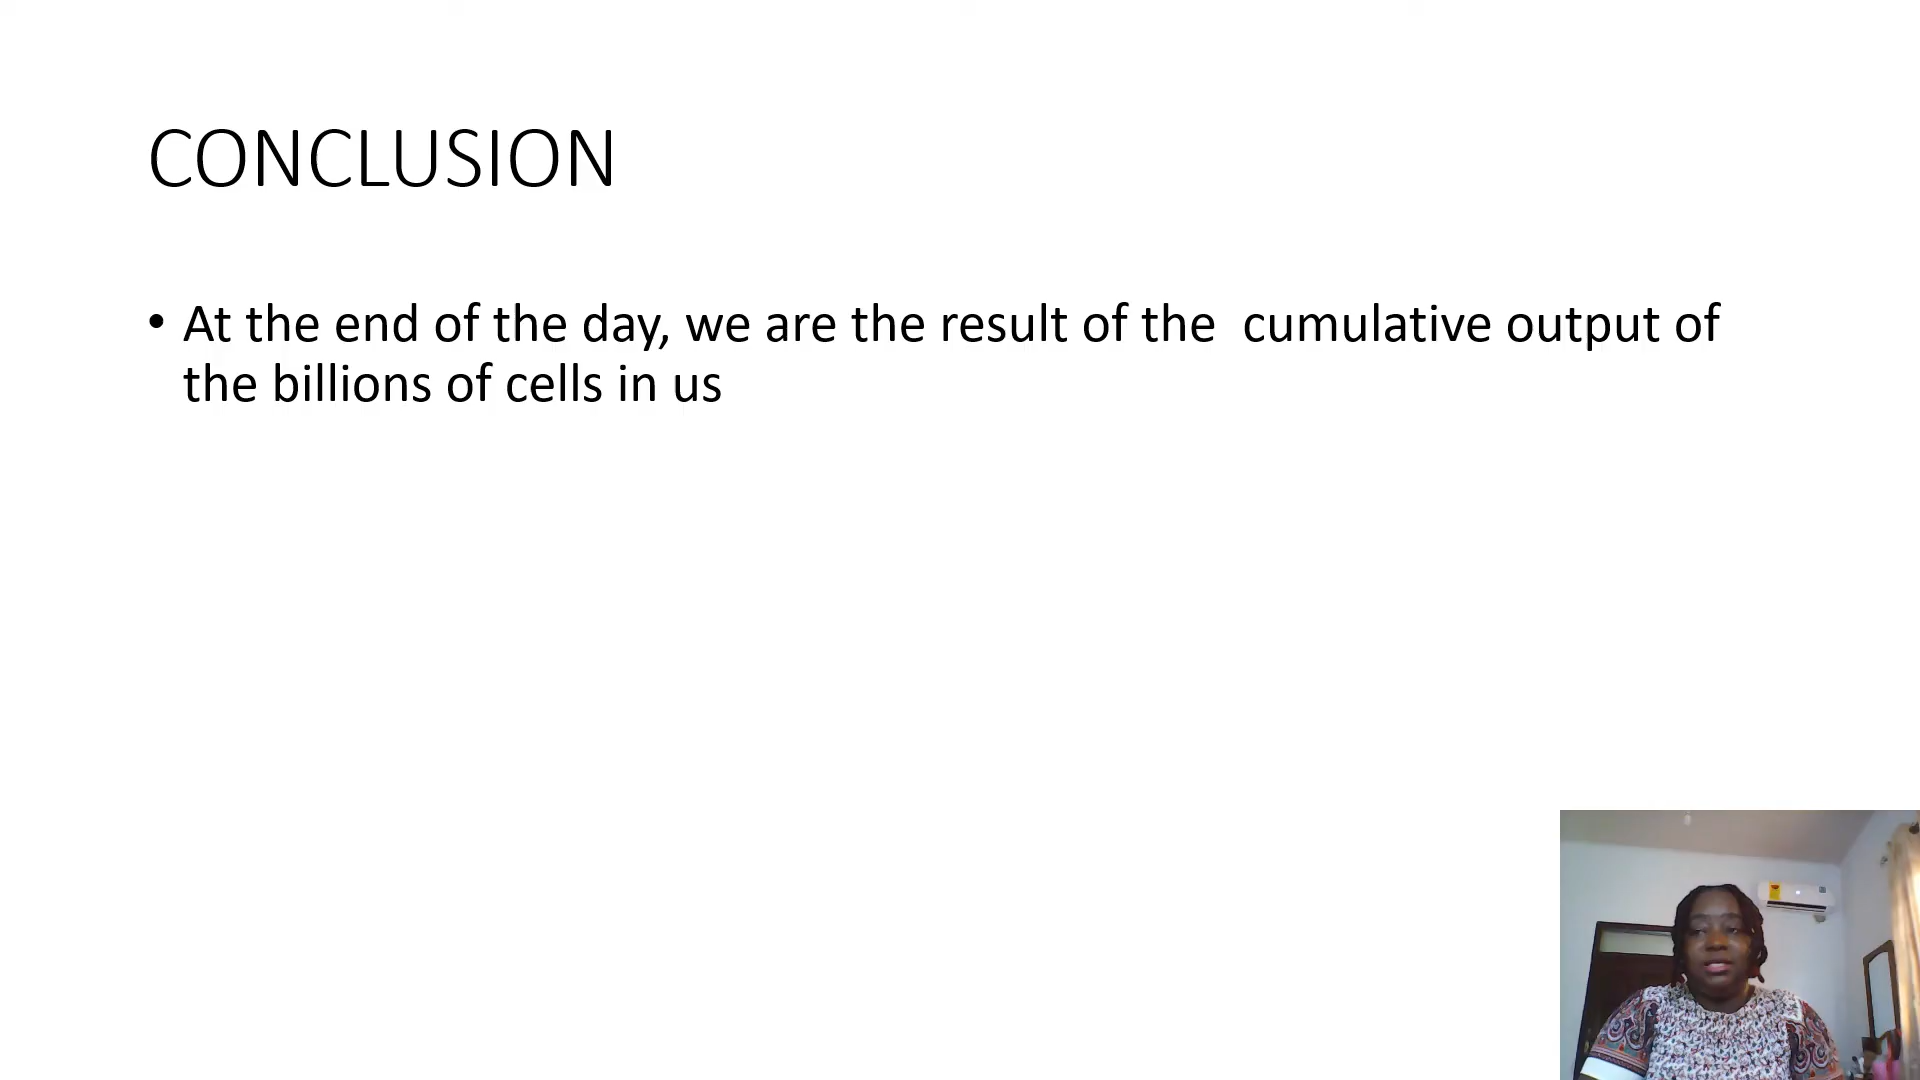 CONCLUSION
• At the end of the day, we are the result of the  cumulative output of
the billions of cells in us